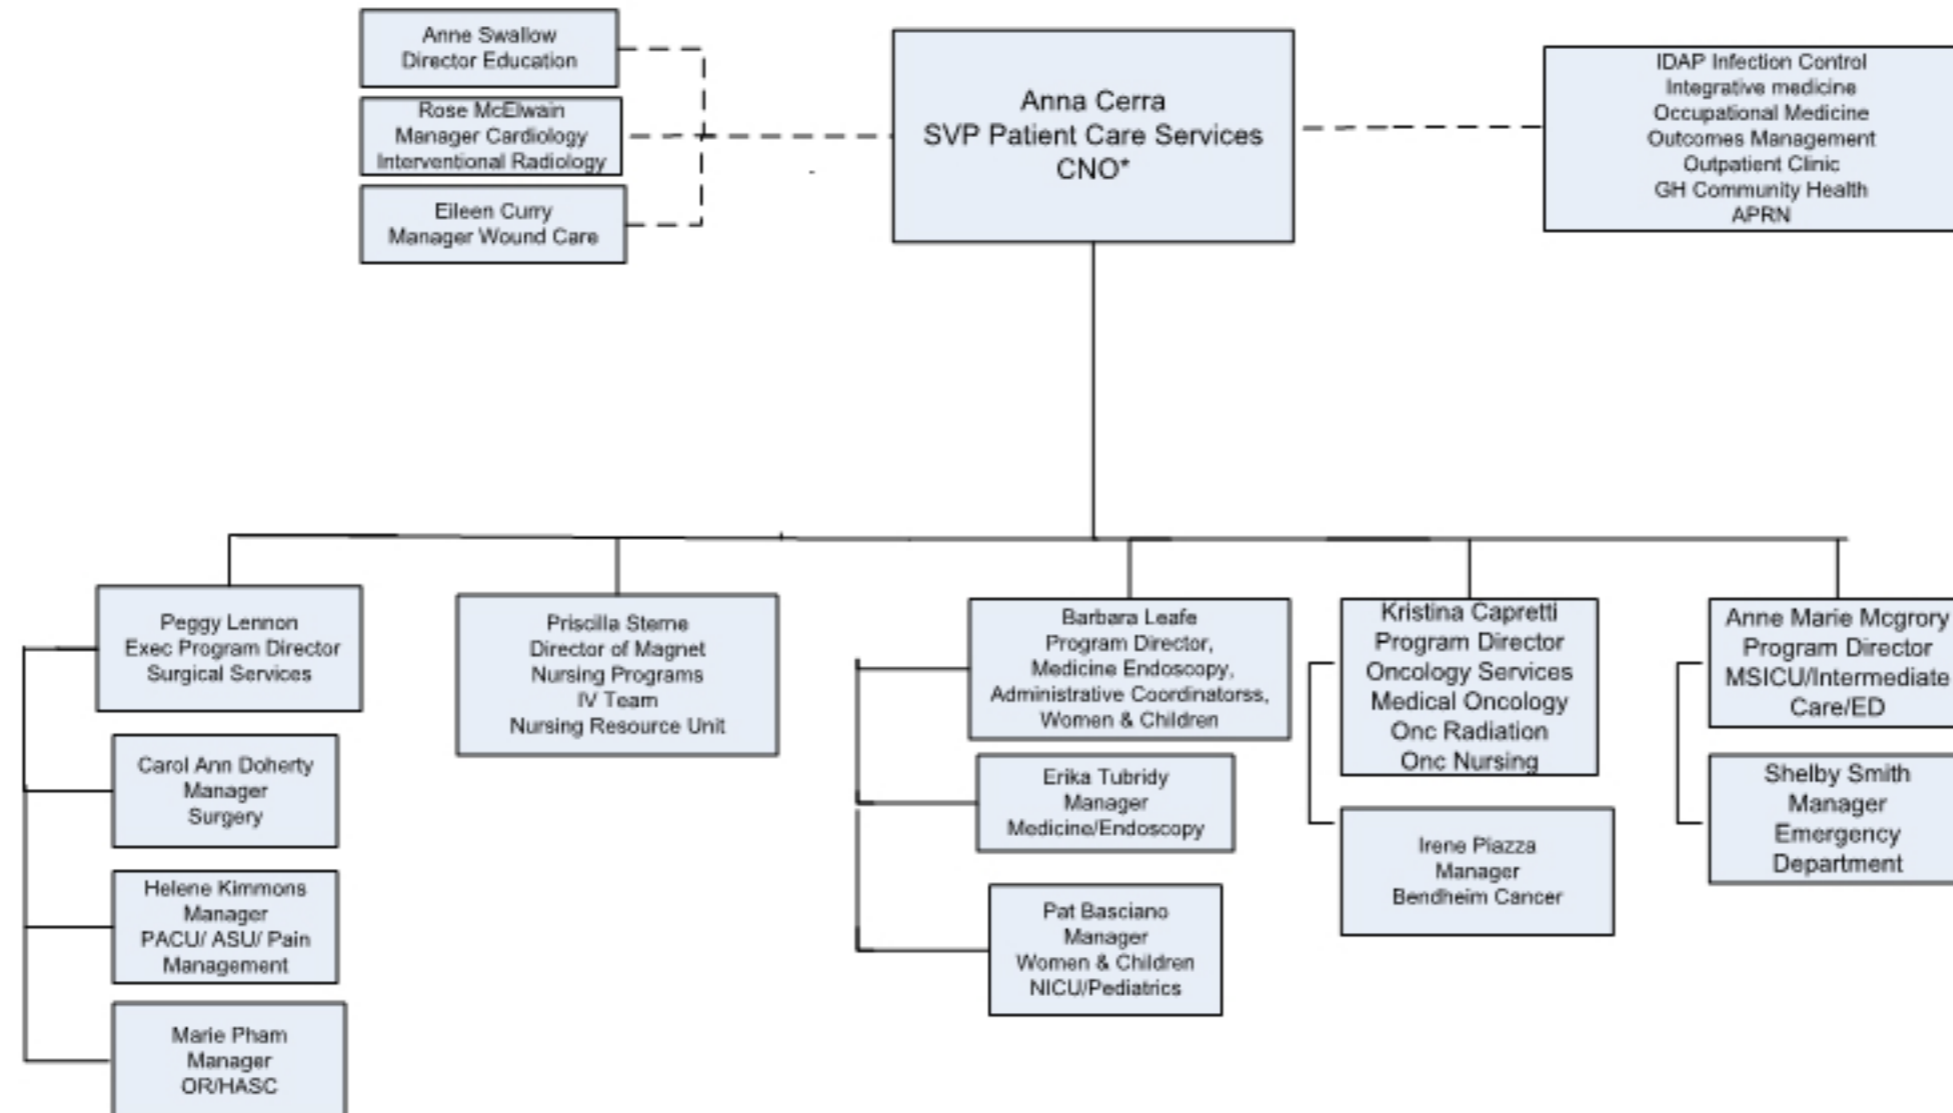 Anne Swallow
Director Education
Rose McElwain
Manager Cardiology
Interventional Radiology
Eileen Curry
Manager Wound Care
Anna Cerra
SVP Patient Care Services
CNO*
IDAP Infection Control
Integrative medicine
Occupational Medicine
Outcomes Management
Outpatient Clinic
GH Community Health
APRN
Peggy Lennon
Exec Program Director
Surgical Services
Carol Ann Doherty
Manager
Surgery
Helene Kimmons
Manager
PACU/ ASU/ Pain
Management
Marie Pham
Manager
OR/HASC
Priscilla Sterne
Director of Magnet
Nursing Programs
IV Team
Nursing Resource Unit
Barbara Leafe
Program Director,
Medicine Endoscopy,
Administrative Coordinatorss,
Women & Children
Erika Tubridy
Manager
Medicine/Endoscopy
Pat Basciano
Manager
Women & Children
NICU/Pediatrics
Kristina Capretti
Program Director
Oncology Services
Medical Oncology
Onc Radiation
Onc Nursing
Irene Piazza
Manager
Bendheim Cancer
Anne Marie Mcgrory
Program Director
MSICU/Intermediate
Care/ED
Shelby Smith
Manager
Emergency
Department